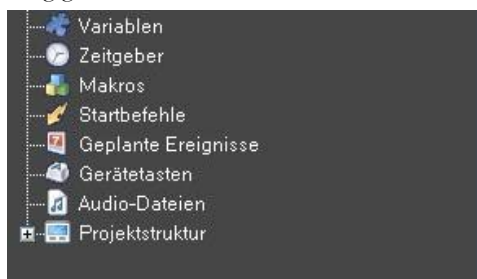 Variablen
Zeitgeber
Makros
Startbefehle
Geplante Ereignisse
Gerätetasten
Audio-Dateien
Projektstruktur